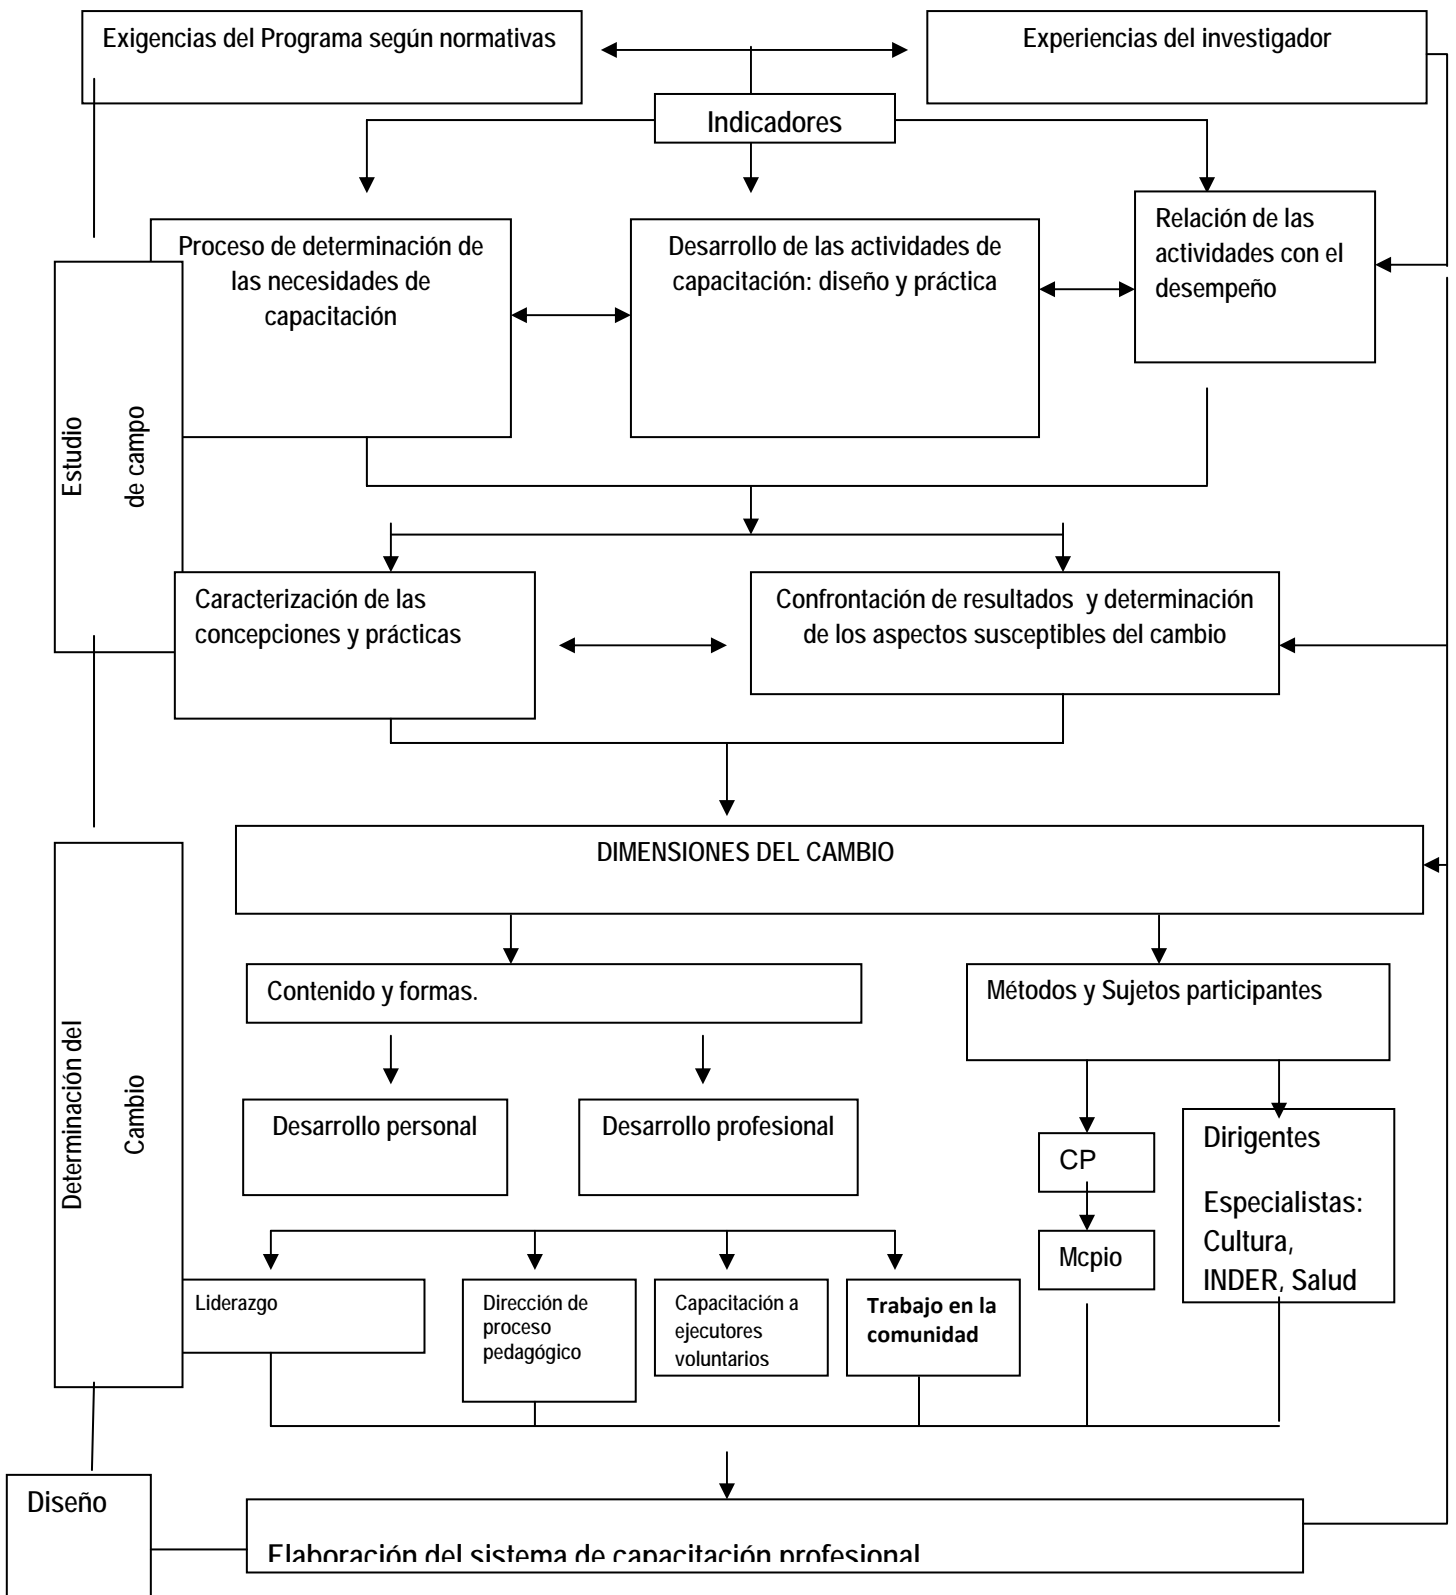 Exigencias del Programa según normativas
Experiencias del investigador
Indicadores
Proceso de determinación de
las necesidades de
capacitación
Desarrollo de las actividades de
capacitación: diseño y práctica
Relación de las
actividades con el
desempeño
Estudio
de campo
Caracterización de las
concepciones y prácticas
Confrontación de resultados y determinación
de los aspectos susceptibles del cambio
DIMENSIONES DEL CAMBIO
Contenido y formas.
Métodos y Sujetos participantes
Determinación del
Cambio
Desarrollo personal
Desarrollo profesional
CP
Mcpio
Dirigentes
Especialistas:
Cultura,
INDER, Salud
Liderazgo
Dirección de
proceso
pedagógico
Capacitación a
ejecutores
voluntarios
Trabajo en la
comunidad
Diseño
Elaboración del sistema de capacitación profesional